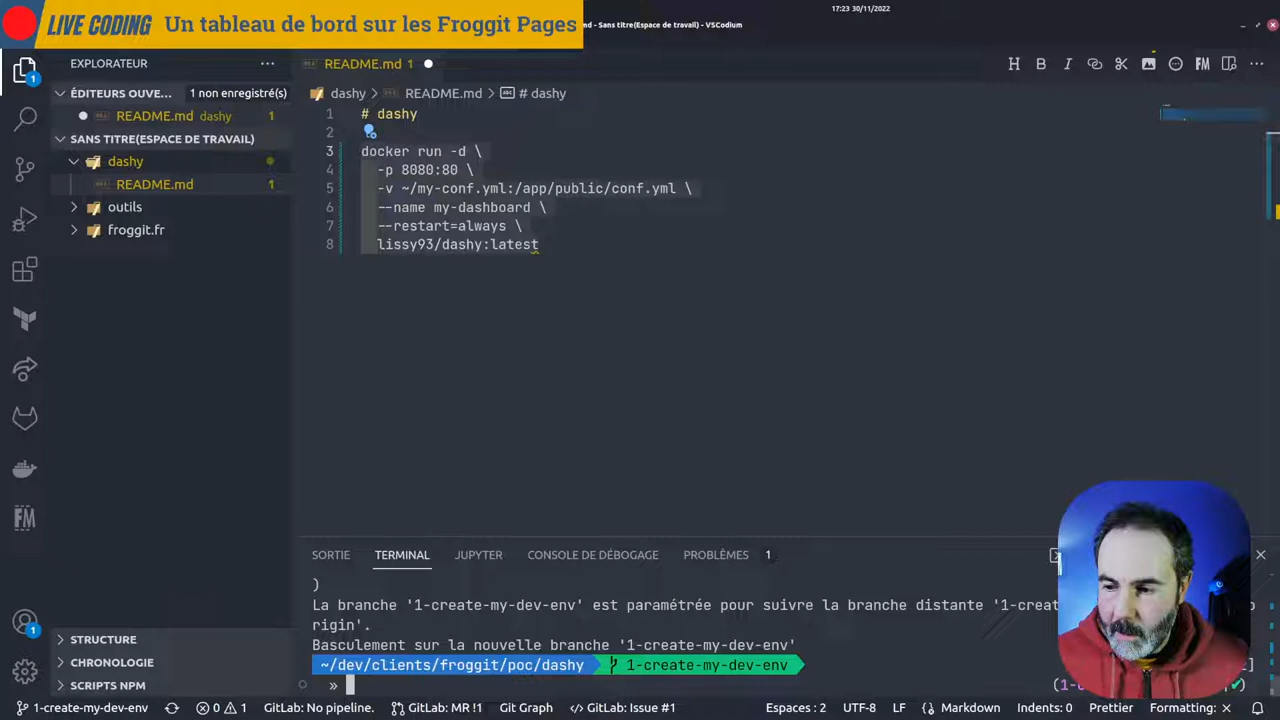 LIVE CODING Un tableau de bord sur les Froggit Pages
17:23 30/11/2022
md - Sans titre(Espace de travail) - VSCodium
EXPLORATEUR
README.md 1
ÉDITEURS OUVE... 1 non enregistré(s)
README.md dashy 1
SANS TITRE(ESPACE DE TRAVAIL)
dashy
README.md 1
outils
froggit.fr
dashy > README.md > # dashy
1 # dashy
2
3 docker run -d \
4 -p 8080:80 \
5 -v ~/my-conf.yml:/app/public/conf.yml \
6 --name my-dashboard \
7 --restart=always \
8 lissy93/dashy:latest
H B I FM
FM
1
1
SORTIE TERMINAL JUPYTER CONSOLE DE DÉBOGAGE PROBLÈMES 1
)
La branche '1-create-my-dev-env' est paramétrée pour suivre la branche distante '1-creat
rigin'.
Basculement sur la nouvelle branche '1-create-my-dev-env'
~/dev/clients/froggit/poc/dashy 1-create-my-dev-env
»
STRUCTURE
CHRONOLOGIE
SCRIPTS NPM
1-create-my-dev-env 0 1 GitLab: No pipeline. GitLab: MR !1 Git Graph GitLab: Issue #1 Espaces : 2 UTF-8 LF Markdown Indents: 0 Prettier Formatting: